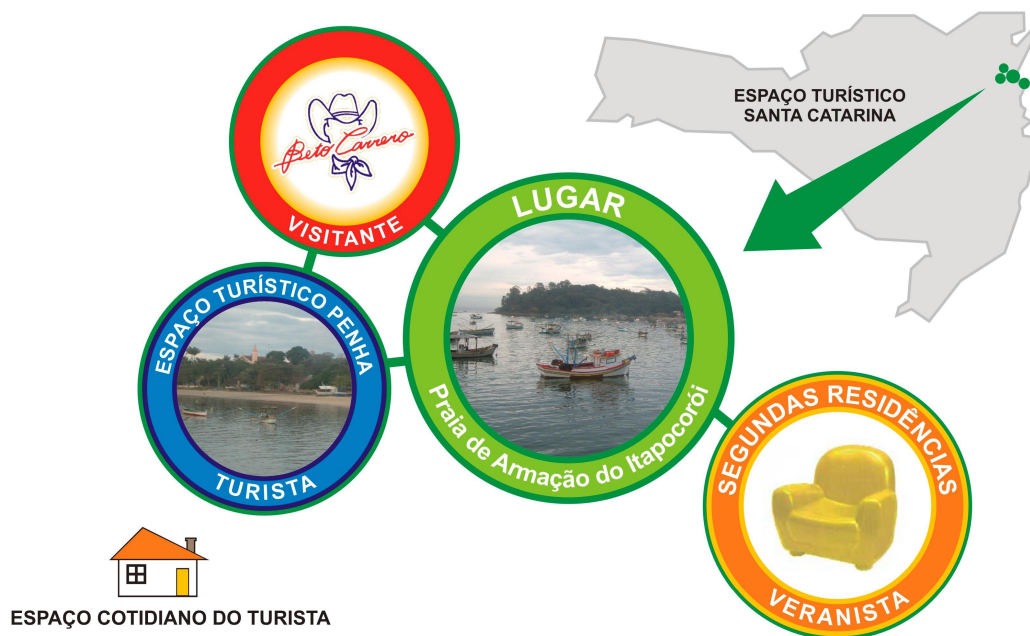 ESPAÇO TURÍSTICO
SANTA CATARINA
Beto Carrero
VISITANTE
LUGAR
Praia de Armação do Itapocorói
ESPAÇO TURÍSTICO PENHA
TURISTA
SEGUNDAS RESIDÊNCIAS
VERANISTA
ESPAÇO COTIDIANO DO TURISTA